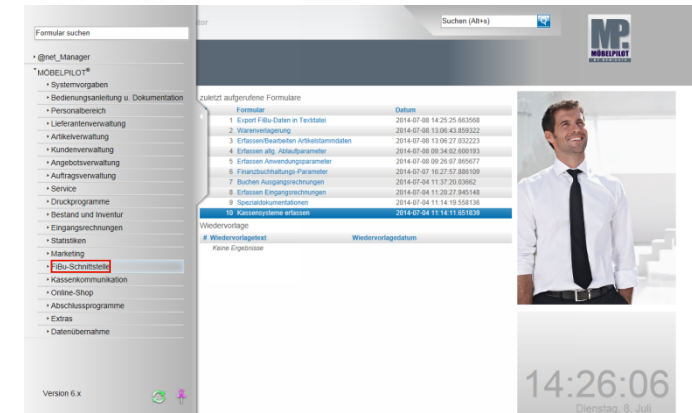 tor
Suchen (Alt+s)
MP
MÖBELPILOT
Formular suchen
@net_Manager
MÖBELPILOT®
Systemvorgaben
Bedienungsanleitung u. Dokumentation
Personalbereich
Lieferantenverwaltung
Artikelverwaltung
Kundenverwaltung
Angebotsverwaltung
Auftragsverwaltung
Service
Druckprogramme
Bestand und Inventur
Eingangsrechnungen
Statistiken
Marketing
FiBu-Schnittstelle
Kassenkommunikation
Online-Shop
Abschlussprogramme
Extras
Datenübernahme
Version 6.x
zuletzt aufgerufene Formulare
Formular Datum
1 Export FiBu-Daten in Textdatei 2014-07-08 14:25:25.663568
2 Warenverlagerung 2014-07-08 13:06:43.859322
3 Erfassen/Bearbeiten Artikelstammdaten 2014-07-08 13:06:27.032223
4 Erfassen allg. Ablaufparameter 2014-07-08 09:34:02.600193
5 Erfassen Anwendungsparameter 2014-07-08 09:26:07.865677
6 Finanzbuchhaltungs-Parameter 2014-07-07 16:27:57.886109
7 Buchen Ausgangsrechnungen 2014-07-04 11:37:20.03662
8 Erfassen Eingangsrechnungen 2014-07-04 11:20:27.945148
9 Spezialdokumentationen 2014-07-04 11:14:19.558136
10 Kassensysteme erfassen 2014-07-04 11:14:11.651839
Wiedervorlage
# Wiedervorlagetext Wiedervorlagedatum
Keine Ergebnisse
14:26:06
Dienstag, 8. Juli